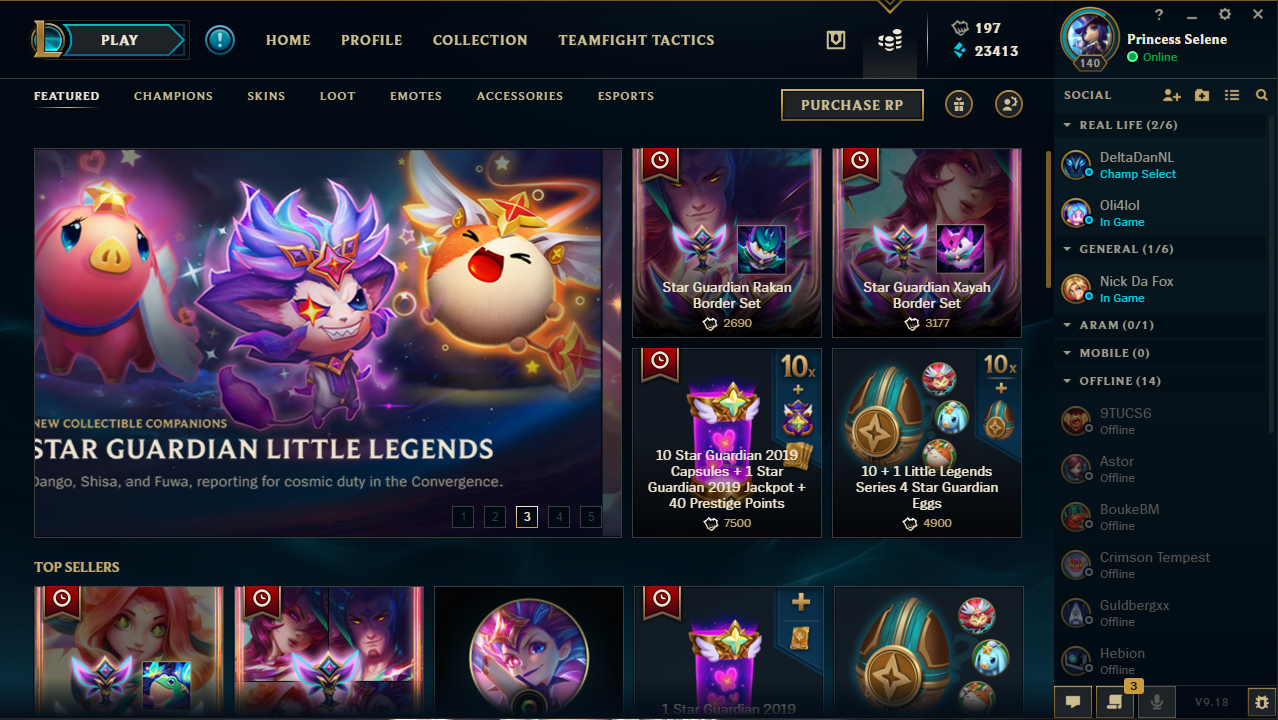 PLAY
HOME
PROFILE
COLLECTION
TEAMFIGHT TACTICS
197
23413
140
Princess Selene
Online
FEATURED
CHAMPIONS
SKINS
LOOT
EMOTES
ACCESSORIES
ESPORTS
PURCHASE RP
NEW COLLECTIBLE COMPANIONS
STAR GUARDIAN LITTLE LEGENDS
Dango, Shisa, and Fuwa, reporting for cosmic duty in the Convergence.
1
2
3
4
5
Star Guardian Rakan
Border Set
2690
Star Guardian Xayah
Border Set
3177
10x
+
10 Star Guardian 2019
Capsules + 1 Star
Guardian 2019 Jackpot +
40 Prestige Points
7500
10x
+
10 + 1 Little Legends
Series 4 Star Guardian
Eggs
4900
TOP SELLERS
+
1 Star Guardian 2019
SOCIAL
REAL LIFE (2/6)
DeltaDanNL
Champ Select
Oli4lol
In Game
GENERAL (1/6)
Nick Da Fox
In Game
ARAM (0/1)
MOBILE (0)
OFFLINE (14)
9TUCS6
Offline
Astor
Offline
BoukeBM
Offline
Crimson Tempest
Offline
Guldbergxx
Offline
Hebion
Offline
3
V9.18